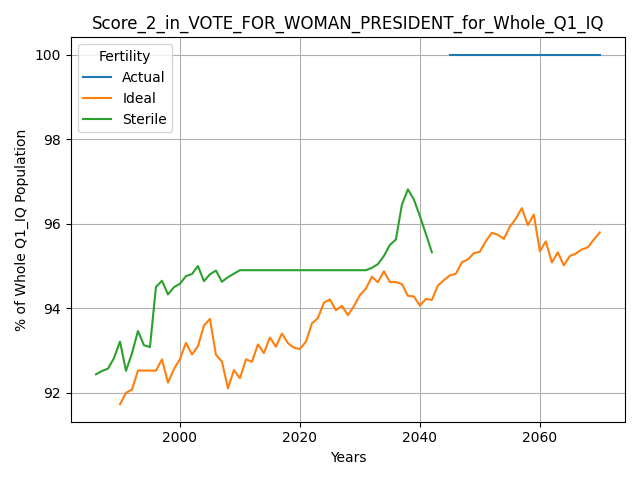 Score_2_in_VOTE_FOR_WOMAN_PRESIDENT_for_Whole_Q1_IQ
Fertility
Actual
Ideal
Sterile
% of Whole Q1_IQ Population
100
98
96
94
92
2000
2020
2040
2060
Years